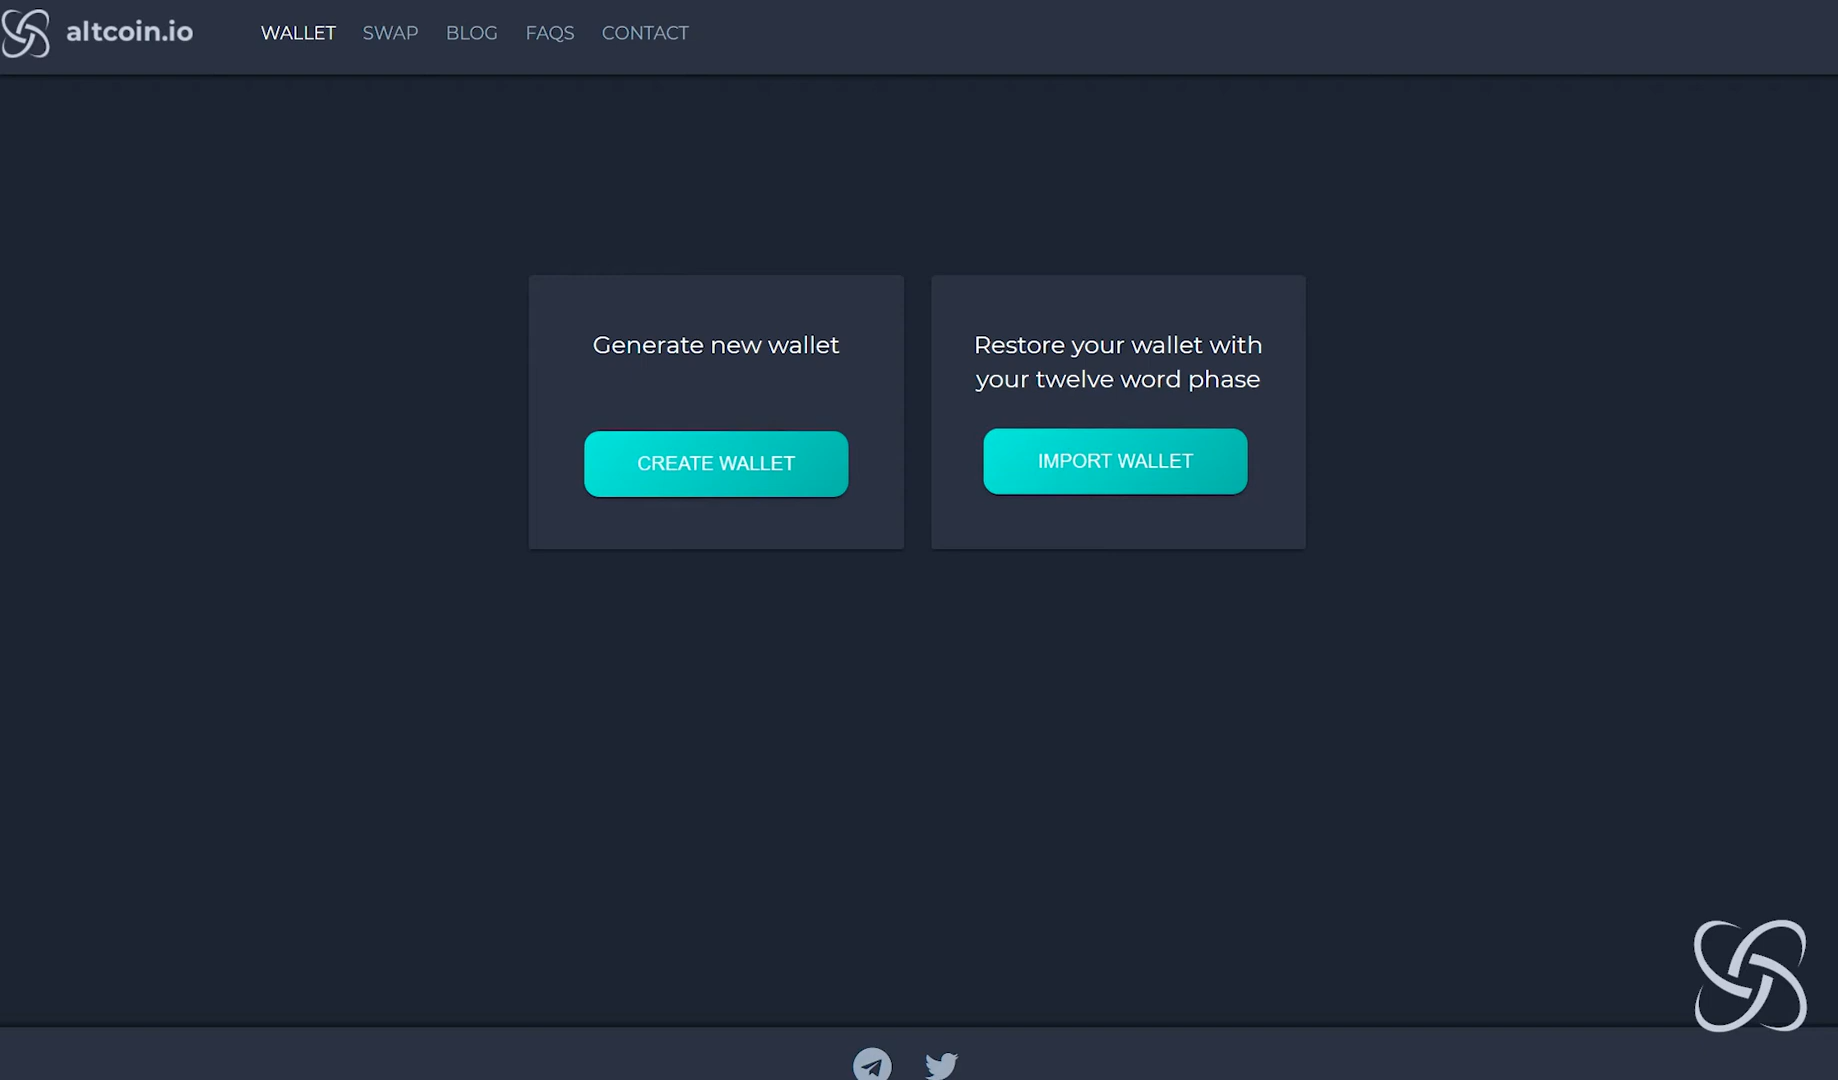 altcoin.io
WALLET SWAP BLOG FAQS CONTACT
Generate new wallet
CREATE WALLET
Restore your wallet with
your twelve word phase
IMPORT WALLET